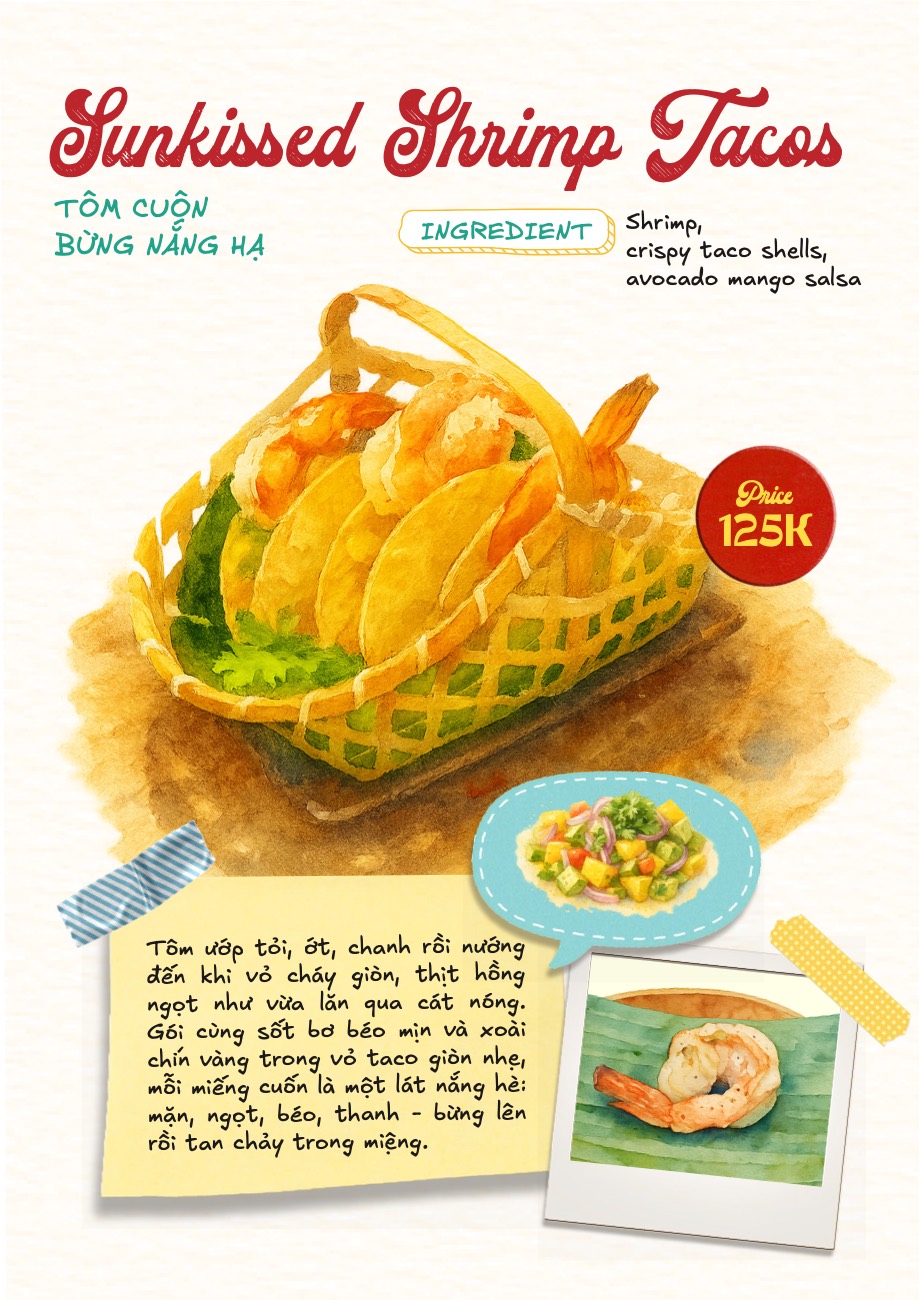 Sunkissed Shrimp Tacos
TÔM CUỘN
BỪNG NẮNG HẠ
INGREDIENT
Shrimp,
crispy taco shells,
avocado mango salsa
Price
125K
Tôm ướp tỏi, ớt, chanh rồi nướng
đến khi vỏ cháy giòn, thịt hồng
ngọt như vừa lăn qua cát nóng.
Gói cùng sốt bơ béo mịn và xoài
chín vàng trong vỏ taco giòn nhẹ,
mỗi miếng cuốn là một lát nắng hè:
mặn, ngọt, béo, thanh - bừng lên
rồi tan chảy trong miệng.